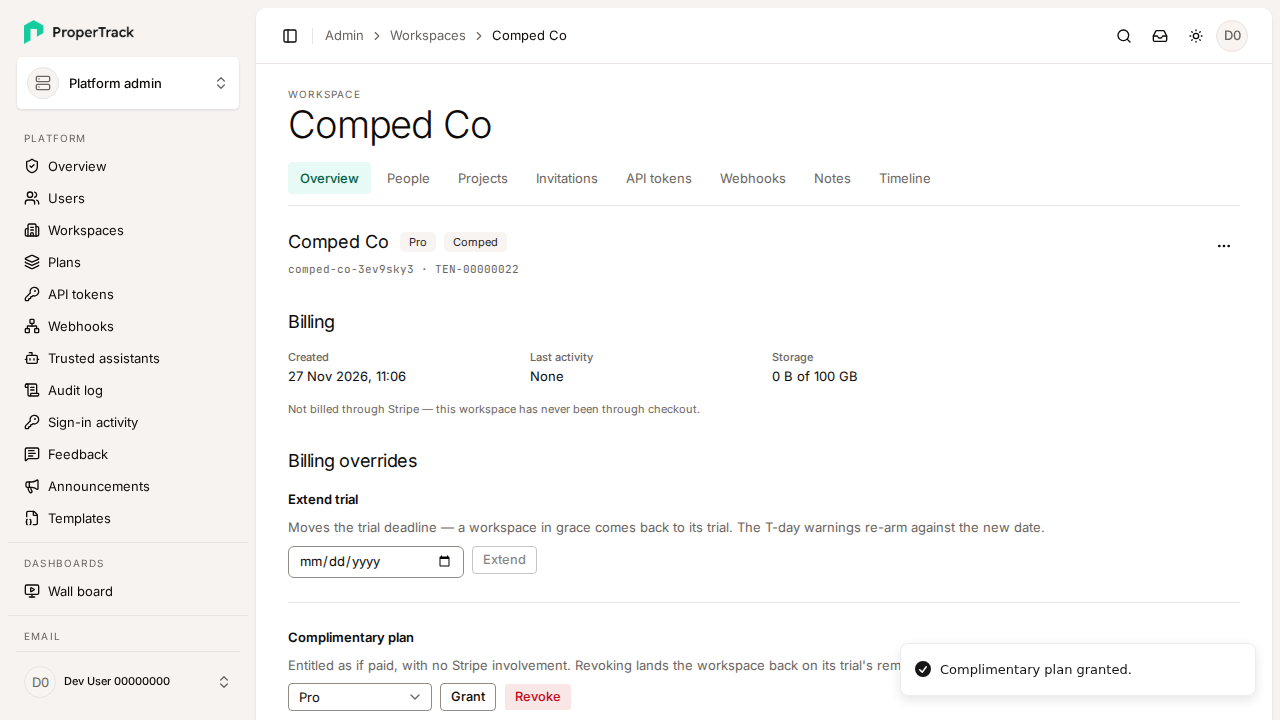 ProperTrack
Platform admin
PLATFORM
Overview
Users
Workspaces
Plans
API tokens
Webhooks
Trusted assistants
Audit log
Sign-in activity
Feedback
Announcements
Templates
DASHBOARDS
Wall board
EMAIL
D0 Dev User 00000000
Admin > Workspaces > Comped Co
D0
WORKSPACE
Comped Co
Overview People Projects Invitations API tokens Webhooks Notes Timeline
Comped Co Pro Comped
comped-co-3ev9sky3 · TEN-00000022
Billing
Created Last activity Storage
27 Nov 2026, 11:06 None 0 B of 100 GB
Not billed through Stripe — this workspace has never been through checkout.
Billing overrides
Extend trial
Moves the trial deadline — a workspace in grace comes back to its trial. The T-day warnings re-arm against the new date.
mm/dd/yyyy Extend
Complimentary plan
Entitled as if paid, with no Stripe involvement. Revoking lands the workspace back on its trial's rem
Pro Grant Revoke
Complimentary plan granted.